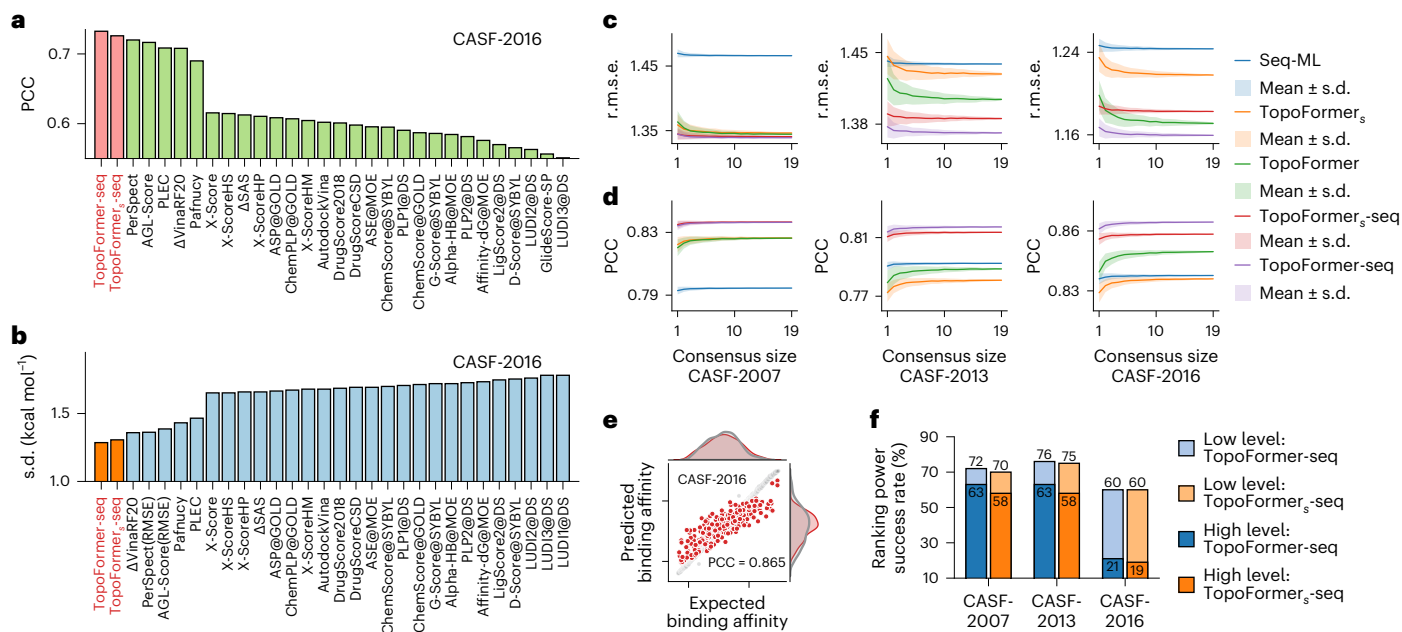 a
CASF-2016
PCC
0.7
0.6
TopoFormer-seq
TopoFormerₛ-seq
PerSpect
AGL-Score
PLEC
ΔVinaRF20
Pafnucy
X-Score
X-ScoreHS
ΔSAS
X-ScoreHP
ASP@GOLD
ChemPLP@GOLD
X-ScoreHM
AutodockVina
DrugScore2018
DrugScoreCSD
ASE@MOE
ChemScore@SYBYL
PLP1@DS
ChemScore@GOLD
G-Score@SYBYL
Alpha-HB@MOE
PLP2@DS
Affinity-dG@MOE
LigScore2@DS
D-Score@SYBYL
LUDI2@DS
GlideScore-SP
LUDI3@DS
b
CASF-2016
s.d. (kcal mol⁻¹)
1.5
1.0
TopoFormer-seq
TopoFormerₛ-seq
ΔVinaRF20
PerSpect(RMSE)
AGL-Score(RMSE)
Pafnucy
PLEC
X-Score
X-ScoreHS
X-ScoreHP
ΔSAS
ASP@GOLD
ChemPLP@GOLD
X-ScoreHM
AutodockVina
DrugScore2018
DrugScoreCSD
ASE@MOE
ChemScore@SYBYL
PLP1@DS
ChemScore@GOLD
G-Score@SYBYL
Alpha-HB@MOE
PLP2@DS
Affinity-dG@MOE
LigScore2@DS
D-Score@SYBYL
LUDI2@DS
LUDI3@DS
LUDI1@DS
c
r.m.s.e.
1.45
1.35
1 10 19
r.m.s.e.
1.45
1.38
1 10 19
r.m.s.e.
1.24
1.16
1 10 19
d
PCC
0.83
0.79
1 10 19
PCC
0.81
0.77
1 10 19
PCC
0.86
0.83
1 10 19
Consensus size
CASF-2007
Consensus size
CASF-2013
Consensus size
CASF-2016
Seq-ML
Mean ± s.d.
TopoFormerₛ
Mean ± s.d.
TopoFormer
Mean ± s.d.
TopoFormerₛ-seq
Mean ± s.d.
TopoFormer-seq
Mean ± s.d.
e
Predicted
binding affinity
CASF-2016
PCC = 0.865
Expected
binding affinity
f
Ranking power
success rate (%)
90
70
50
30
10
72 70
63 58
76 75
63 58
60 60
21 19
CASF-
2007
CASF-
2013
CASF-
2016
Low level:
TopoFormer-seq
Low level:
TopoFormerₛ-seq
High level:
TopoFormer-seq
High level:
TopoFormerₛ-seq